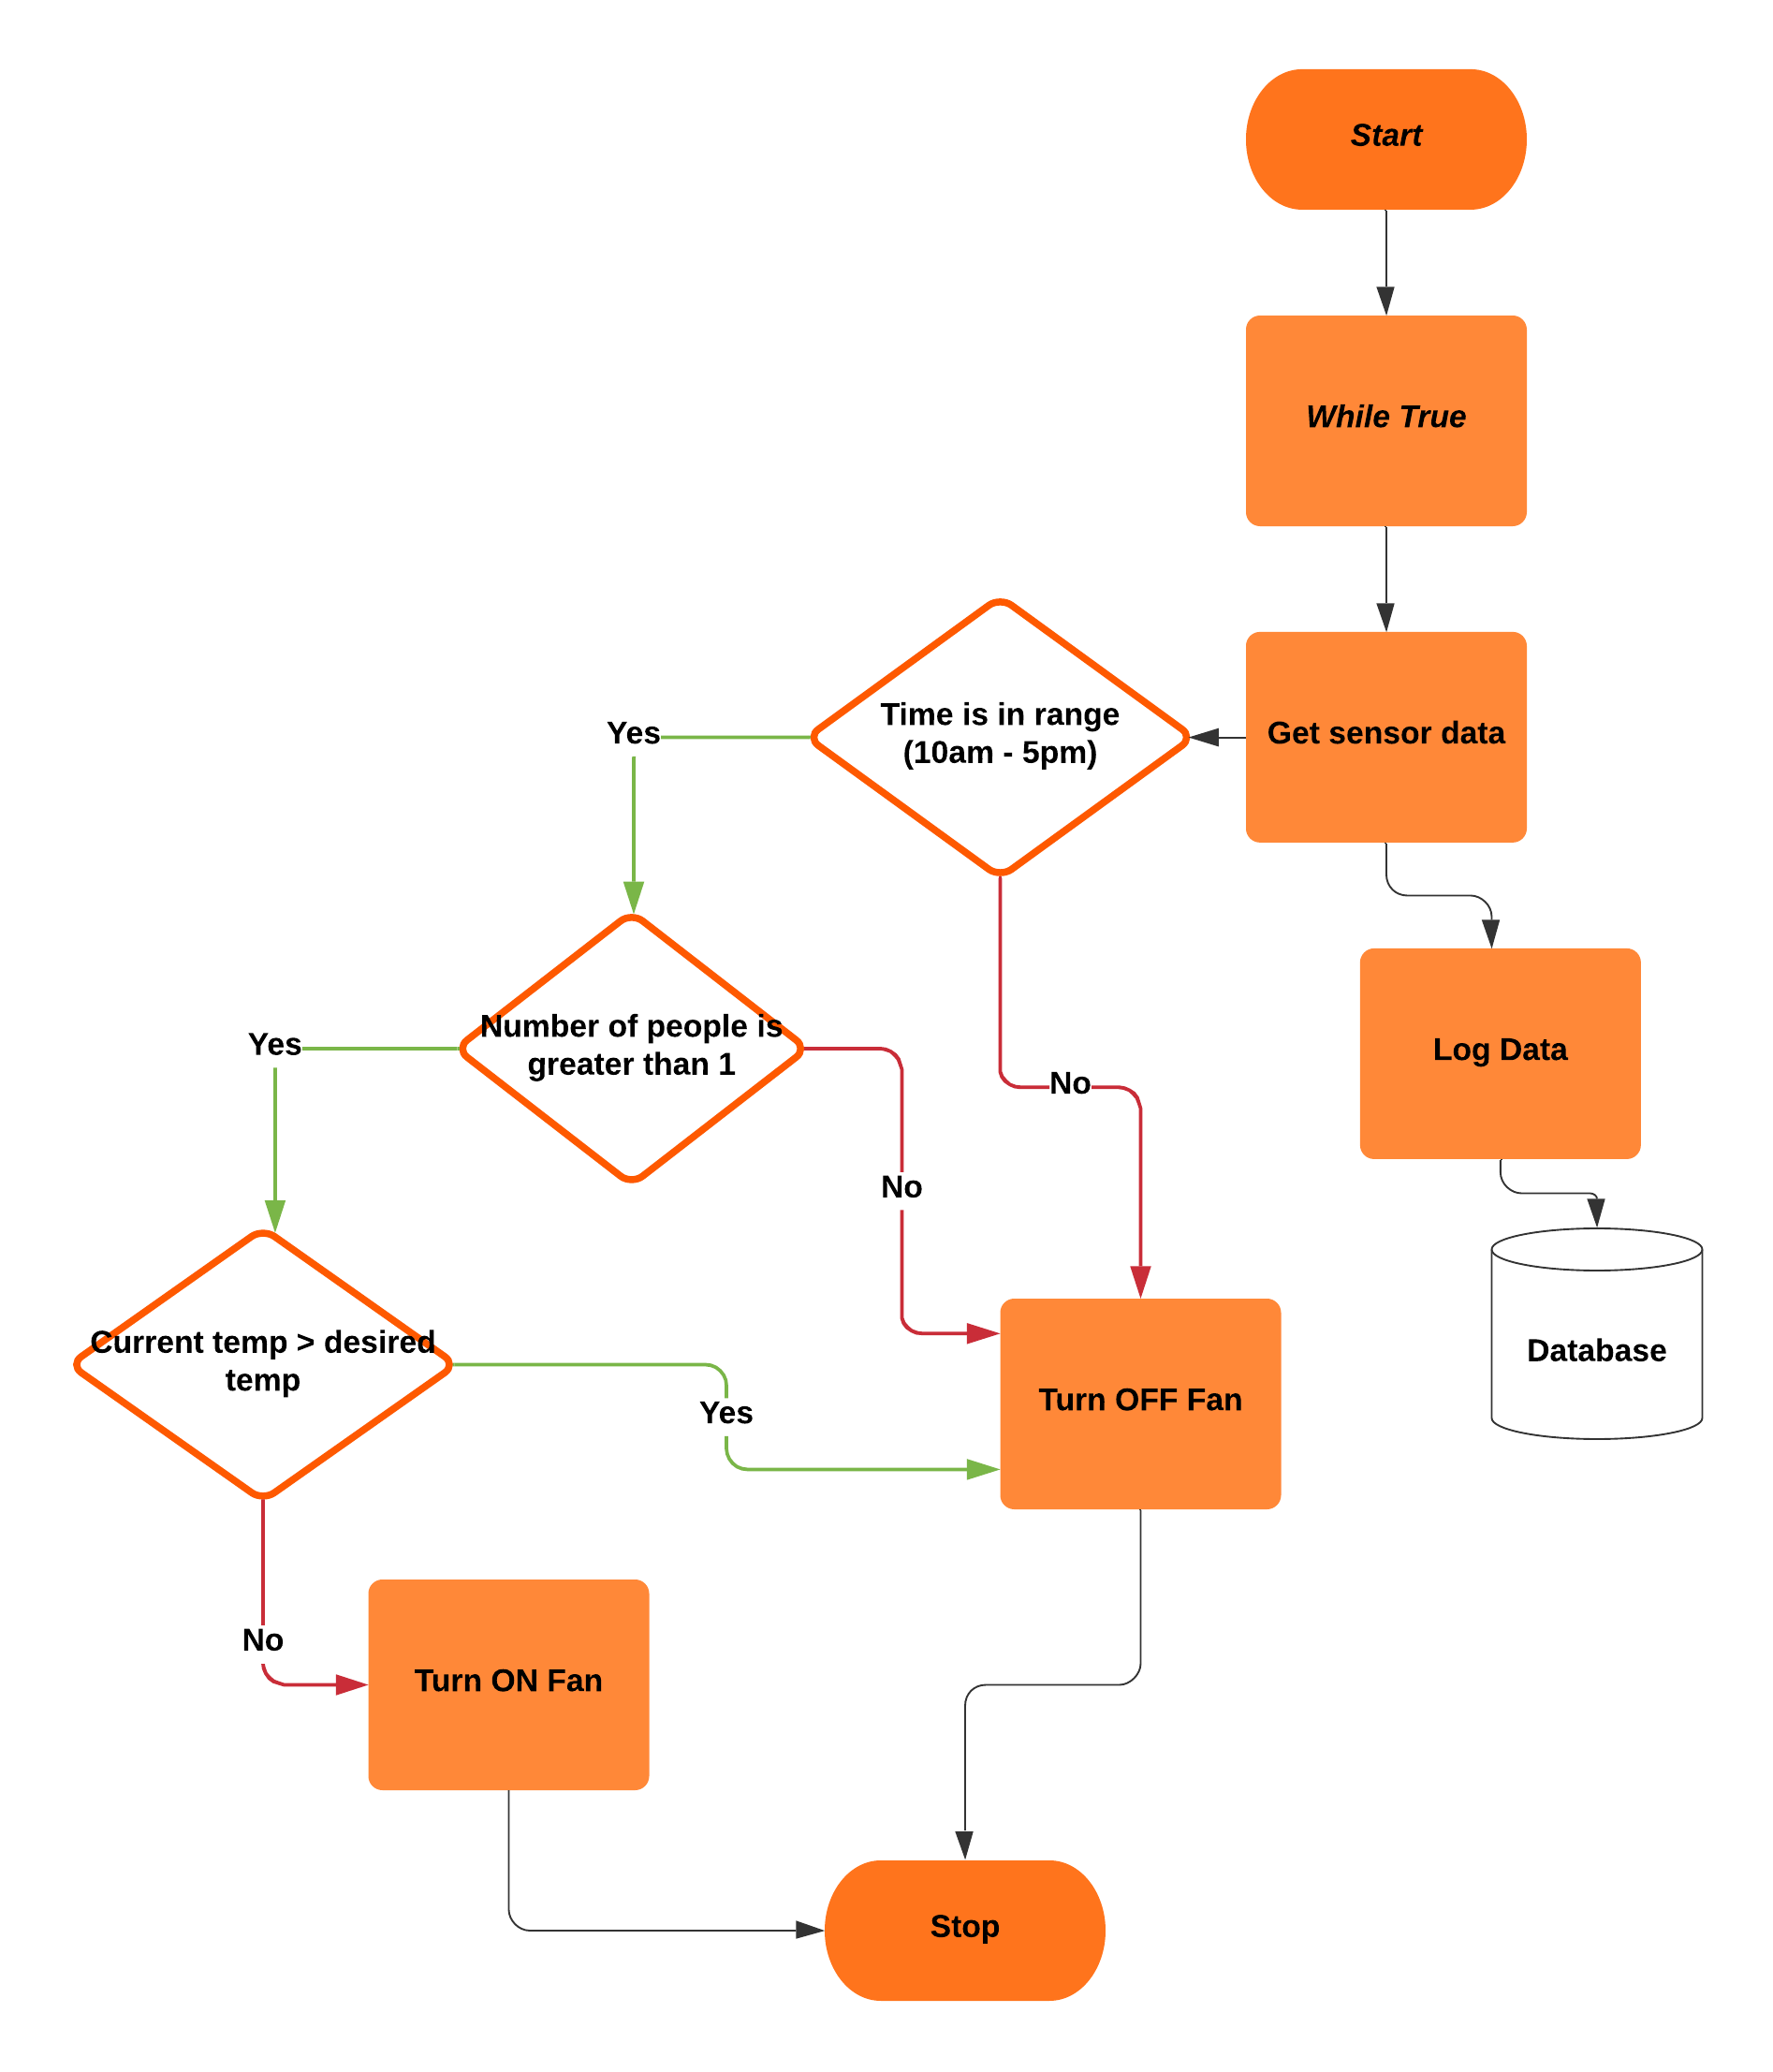 Start
While True
Get sensor data
Time is in range
(10am - 5pm)
Yes
No
Number of people is
greater than 1
Yes
No
Log Data
Database
Current temp > desired
temp
Yes
No
Turn OFF Fan
Turn ON Fan
Stop